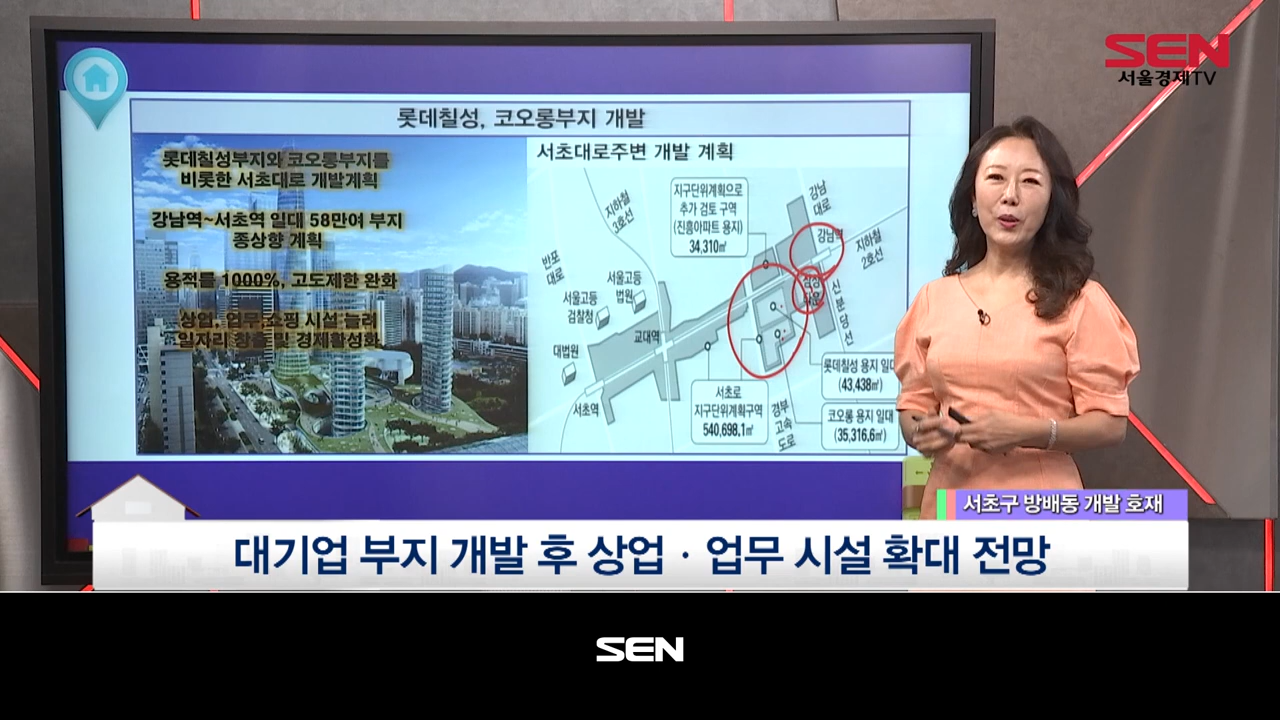 SEN
서울경제TV
롯데칠성, 코오롱부지 개발
롯데칠성부지와 코오롱부지를
비롯한 서초대로 개발계획
강남역~서초역 일대 58만여 부지
종상향 계획
용적률 1000%, 고도제한 완화
상업, 업무 쇼핑 시설 늘려
일자리 창출 및 경제활성화
서초대로주변 개발 계획
지구단위계획으로
추가 검토 구역
(진흥아파트 용지)
34,310㎡
강남
대로
강남역
지하철
3호선
지하철
2호선
반포
대로
서울고등
법원
서울고등
검찰청
신분당선
삼성
타운
교대역
대법원
서초역
롯데칠성 용지 일대
(43,438㎡)
서초로
지구단위계획구역
540,698.1㎡
경부
고속
도로
코오롱 용지 일대
(35,316.6㎡)
서초구 방배동 개발 호재
대기업 부지 개발 후 상업 · 업무 시설 확대 전망
SEN